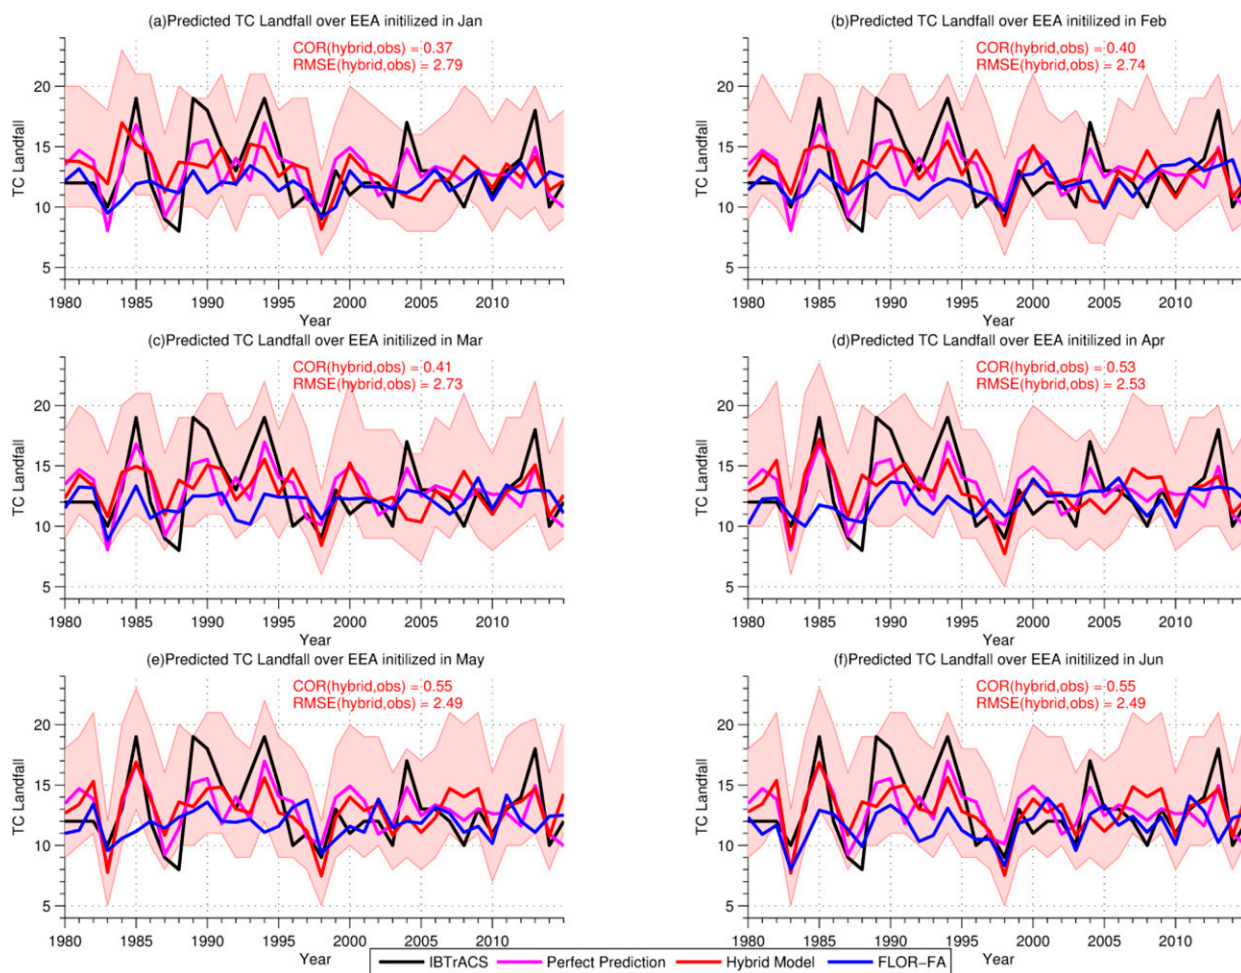 (a)Predicted TC Landfall over EEA initilized in Jan
COR(hybrid,obs) = 0.37
RMSE(hybrid,obs) = 2.79
TC Landfall
20
15
10
5
1980 1985 1990 1995 2000 2005 2010
Year
(b)Predicted TC Landfall over EEA initilized in Feb
COR(hybrid,obs) = 0.40
RMSE(hybrid,obs) = 2.74
TC Landfall
20
15
10
5
1980 1985 1990 1995 2000 2005 2010
Year
(c)Predicted TC Landfall over EEA initilized in Mar
COR(hybrid,obs) = 0.41
RMSE(hybrid,obs) = 2.73
TC Landfall
20
15
10
5
1980 1985 1990 1995 2000 2005 2010
Year
(d)Predicted TC Landfall over EEA initilized in Apr
COR(hybrid,obs) = 0.53
RMSE(hybrid,obs) = 2.53
TC Landfall
20
15
10
5
1980 1985 1990 1995 2000 2005 2010
Year
(e)Predicted TC Landfall over EEA initilized in May
COR(hybrid,obs) = 0.55
RMSE(hybrid,obs) = 2.49
TC Landfall
20
15
10
5
1980 1985 1990 1995 2000 2005 2010
Year
(f)Predicted TC Landfall over EEA initilized in Jun
COR(hybrid,obs) = 0.55
RMSE(hybrid,obs) = 2.49
TC Landfall
20
15
10
5
1980 1985 1990 1995 2000 2005 2010
Year
IBTrACS Perfect Prediction Hybrid Model FLOR−FA